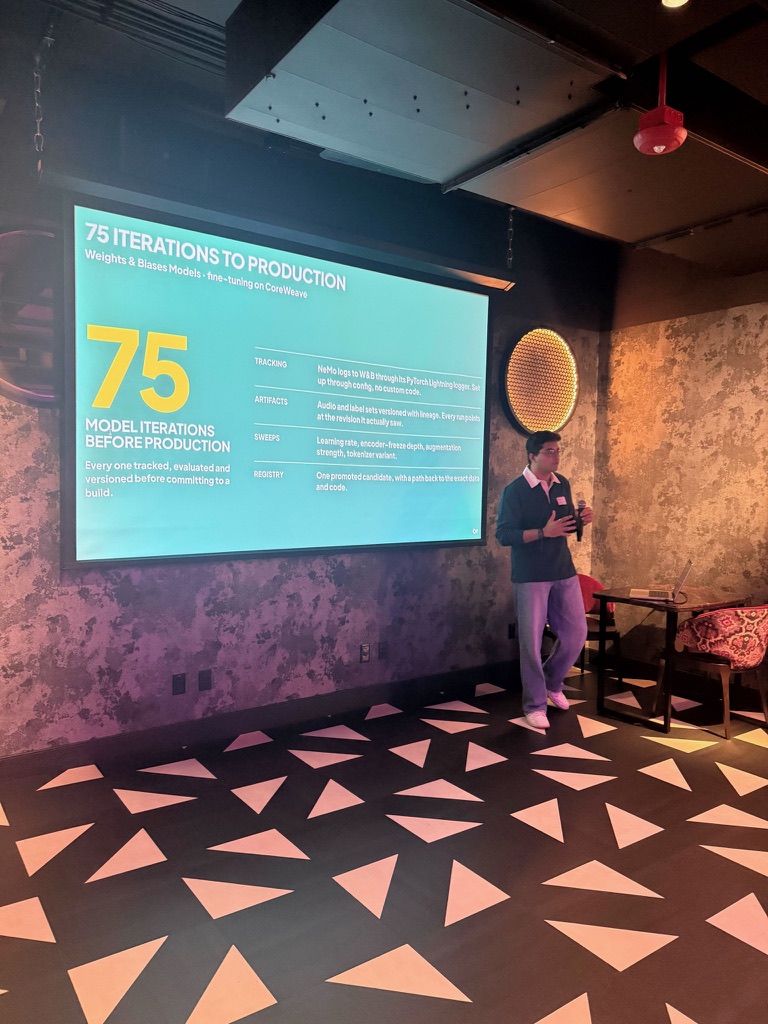 75 ITERATIONS TO PRODUCTION
Weights & Biases Models · fine-tuning on CoreWeave
75
MODEL ITERATIONS
BEFORE PRODUCTION
Every one tracked, evaluated and
versioned before committing to a
build.
TRACKING
NeMo logs to W&B through its PyTorch Lightning logger. Set
up through config, no custom code.
ARTIFACTS
Audio and label sets versioned with lineage. Every run points
at the revision it actually saw.
SWEEPS
Learning rate, encoder-freeze depth, augmentation
strength, tokenizer variant.
REGISTRY
One promoted candidate, with a path back to the exact data
and code.